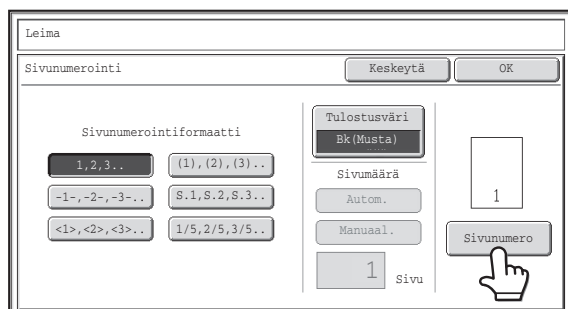 Leima
Sivunumerointi
Keskeytä
OK
Sivunumerointiformaatti
1,2,3..
(1),(2),(3)..
-1-,-2-,-3-..
S.1,S.2,S.3..
<1>,<2>,<3>..
1/5,2/5,3/5..
Tulostusväri
Bk(Musta)
Sivumäärä
Autom.
Manuaal.
1 Sivu
1
Sivunumero